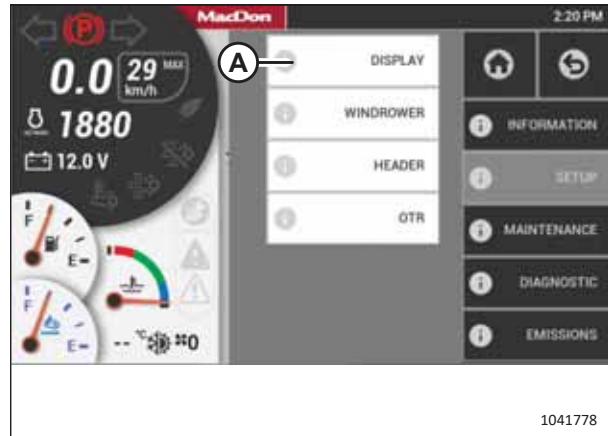 P
MacDon
2:20 PM
0.0
29 MAX
km/h
1880
12.0 V
F
E
F
E
-- °C
0
A
DISPLAY
WINDROWER
HEADER
OTR
INFORMATION
SETUP
MAINTENANCE
DIAGNOSTIC
EMISSIONS
1041778